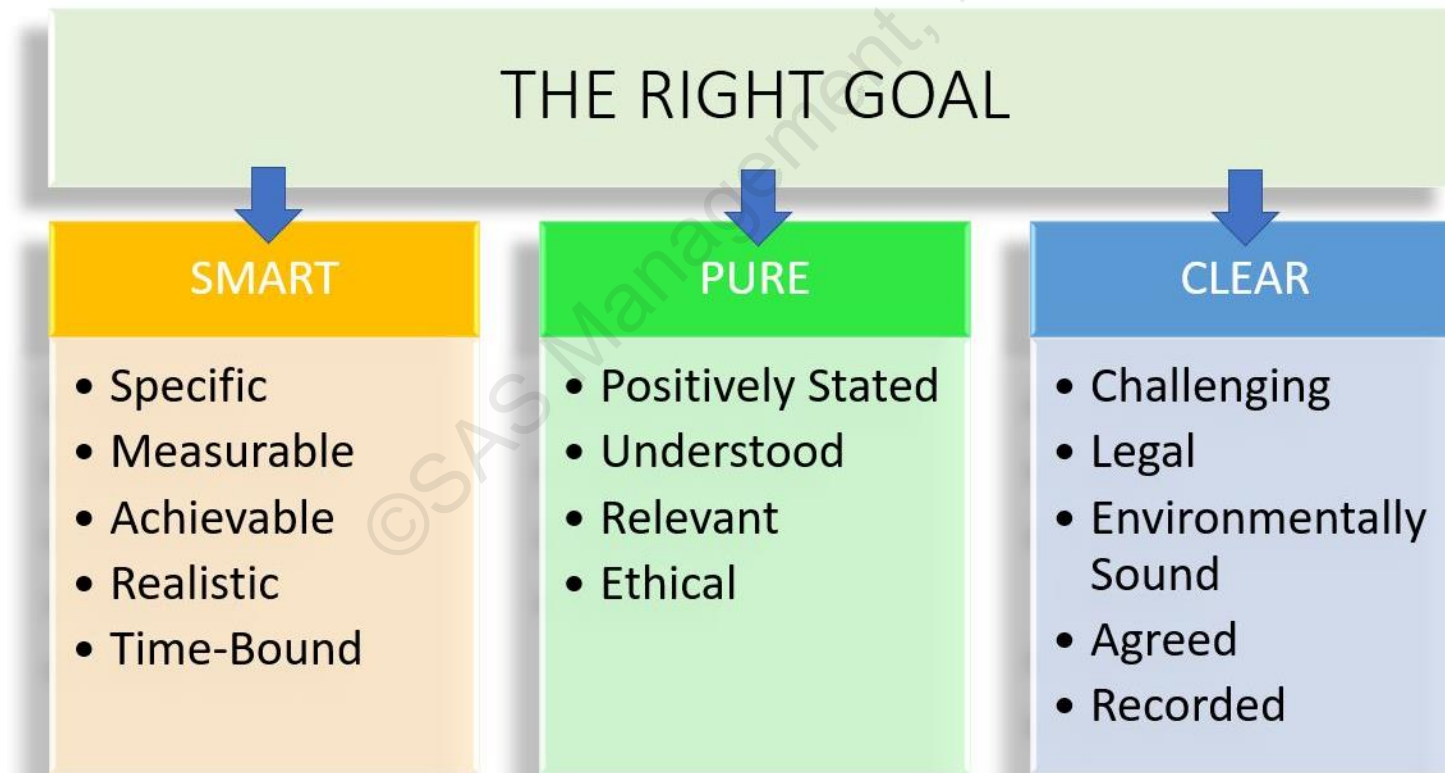 THE RIGHT GOAL
SMART
• Specific
• Measurable
• Achievable
• Realistic
• Time-Bound
PURE
• Positively Stated
• Understood
• Relevant
• Ethical
CLEAR
• Challenging
• Legal
• Environmentally
Sound
• Agreed
• Recorded
©SAS Management,